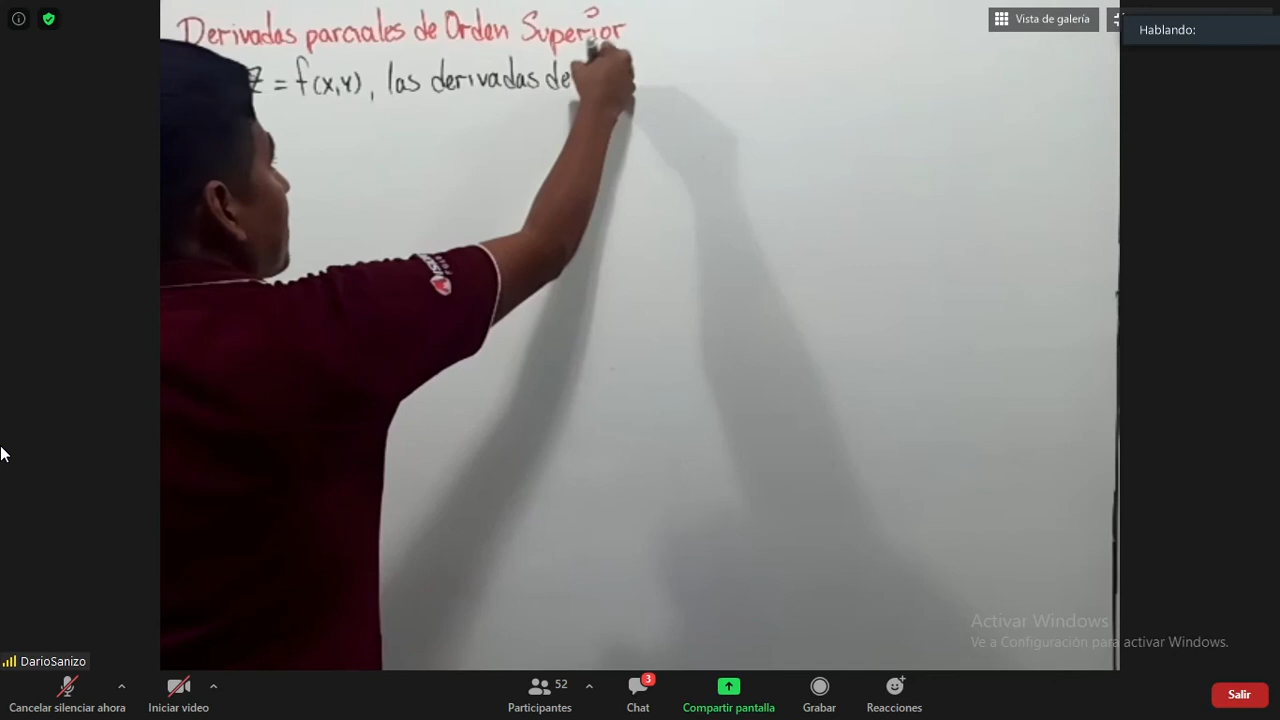 Derivadas parciales de Orden Superior
Z = f(x,y), las derivadas de
Vista de galería
Hablando:
Activar Windows
Ve a Configuración para activar Windows.
DarioSanizo
Cancelar silenciar ahora
Iniciar video
52
Participantes
3
Chat
Compartir pantalla
Grabar
Reacciones
Salir